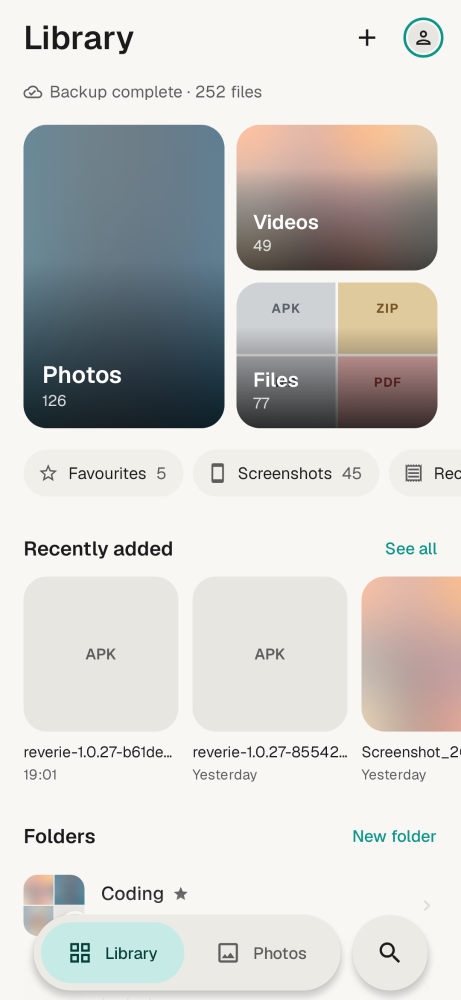 Library
Backup complete · 252 files
Photos
126
Videos
49
APK
ZIP
PDF
Files
77
Favourites 5
Screenshots 45
Rec
Recently added
See all
APK
APK
reverie-1.0.27-b61de...
19:01
reverie-1.0.27-85542...
Yesterday
Screenshot_2
Yesterday
Folders
New folder
Coding
Library
Photos